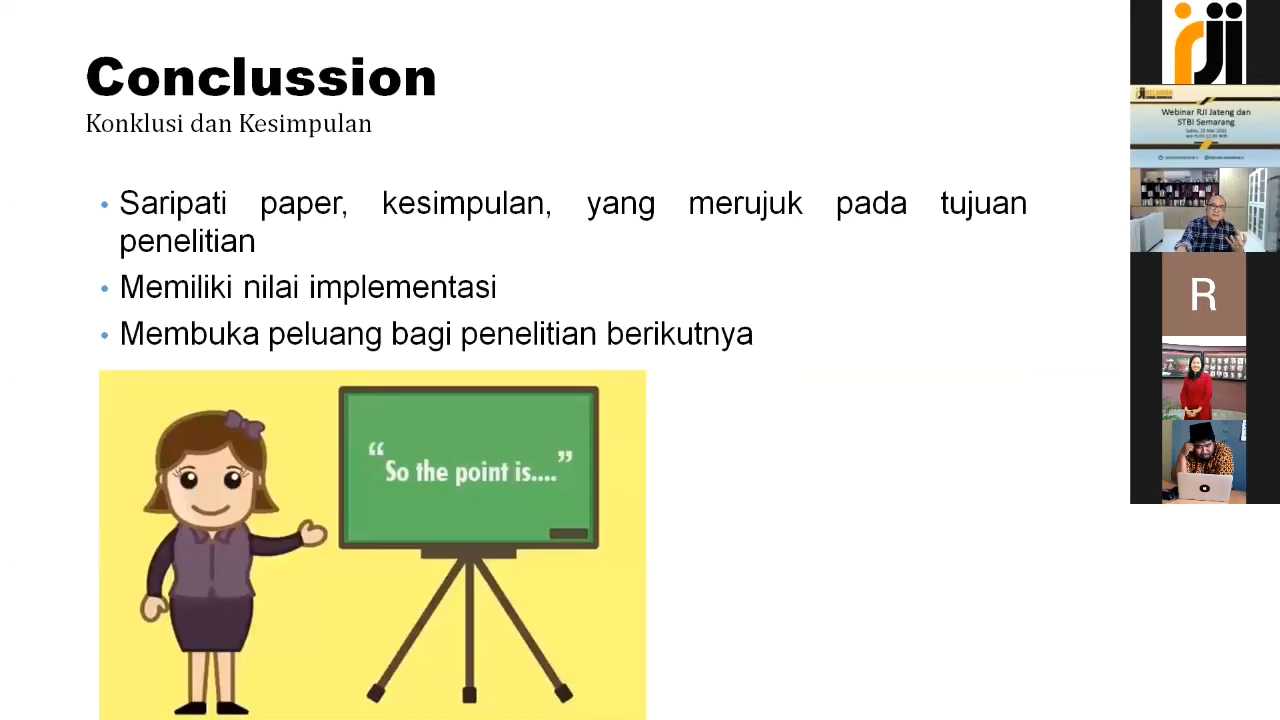 Conclussion
Konklusi dan Kesimpulan
• Saripati paper, kesimpulan, yang merujuk pada tujuan
penelitian
• Memiliki nilai implementasi
• Membuka peluang bagi penelitian berikutnya
“So the point is....”
rji
Webinar RJI Jateng dan
STBI Semarang
R